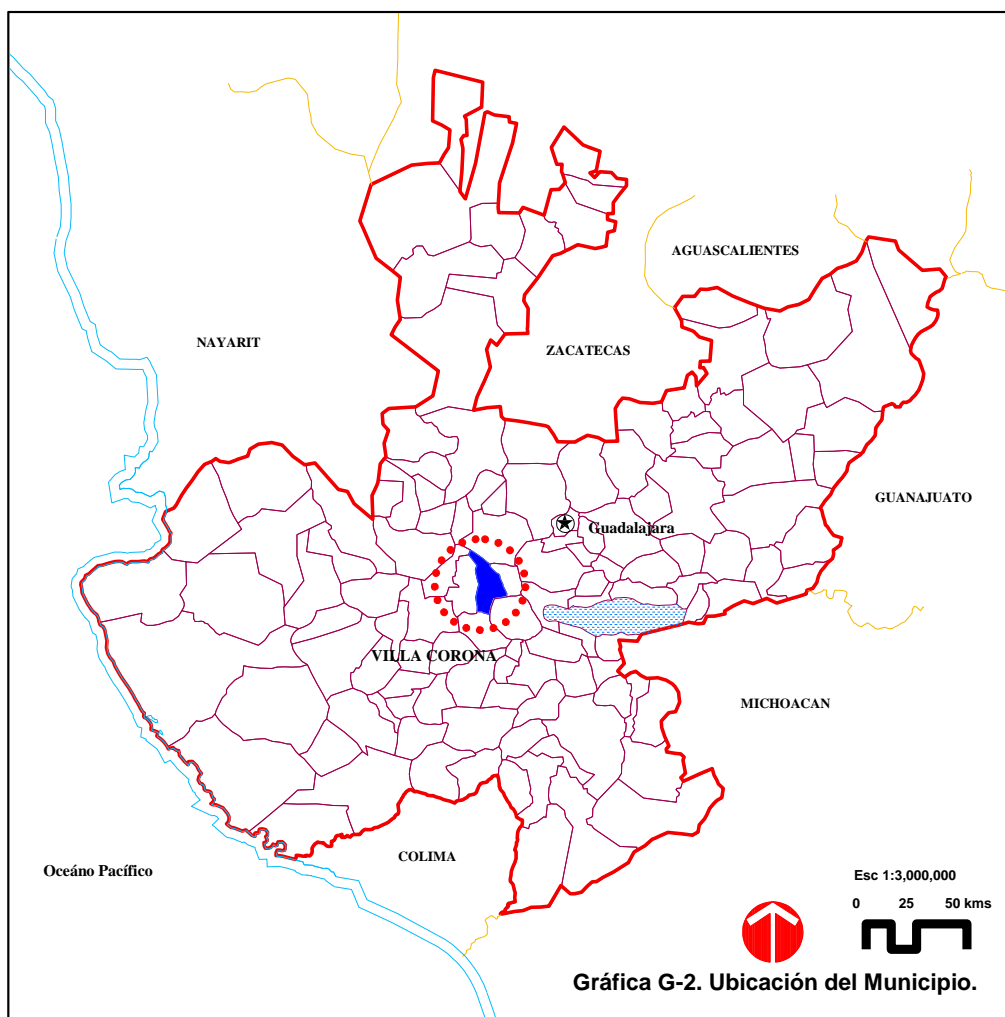 AGUASCALIENTES
NAYARIT
ZACATECAS
GUANAJUATO
Guadalajara
VILLA CORONA
MICHOACAN
COLIMA
Oceáno Pacífico
Esc 1:3,000,000
0 25 50 kms
Gráfica G-2. Ubicación del Municipio.